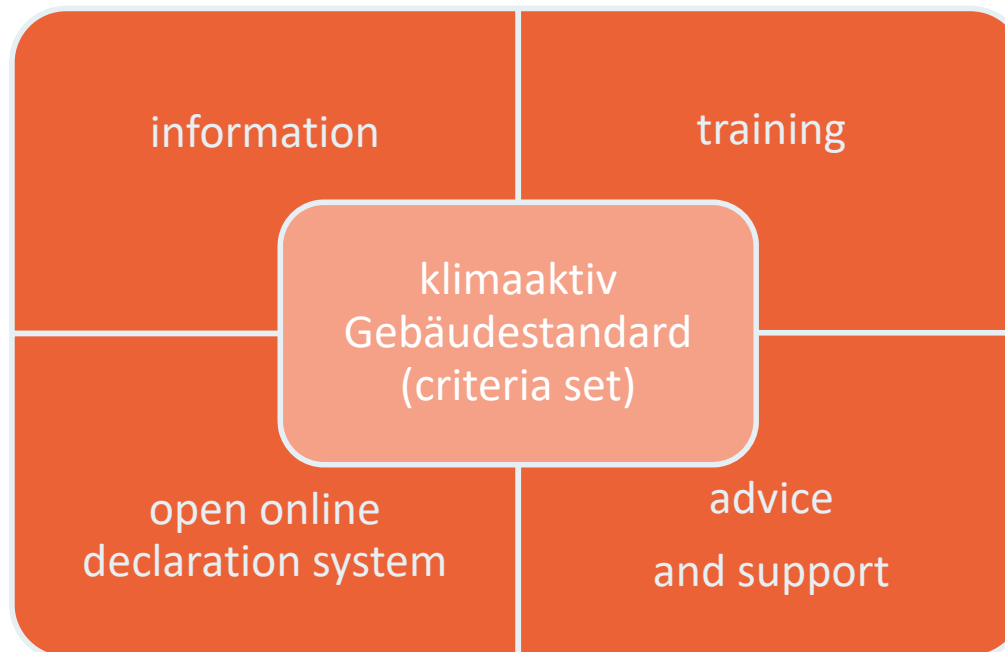 information
training
klimaaktiv
Gebäudestandard
(criteria set)
open online
declaration system
advice
and support